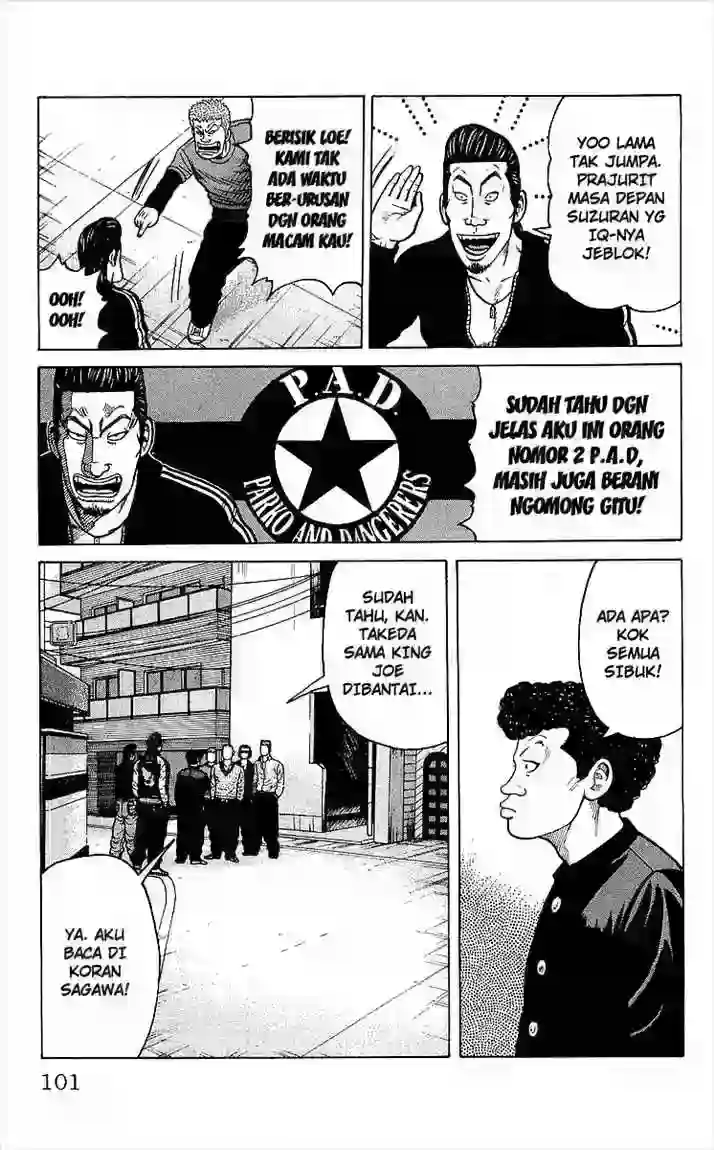 YOO LAMA
TAK JUMPA.
PRAJURIT
MASA DEPAN
SUZURAN YG
IQ-NYA
JEBLOK!
BERISIK LOE!
KAMI TAK
ADA WAKTU
BER-URUSAN
DGN ORANG
MACAM KAU!
OOH!
OOH!
SUDAH TAHU DGN
JELAS AKU INI ORANG
NOMOR 2 P.A.D,
MASIH JUGA BERANI
NGOMONG GITU!
P.A.D.
PARKO AND DANGERERS
ADA APA?
KOK
SEMUA
SIBUK!
SUDAH
TAHU, KAN.
TAKEDA
SAMA KING
JOE
DIBANTAI...
YA. AKU
BACA DI
KORAN
SAGAWA!
101